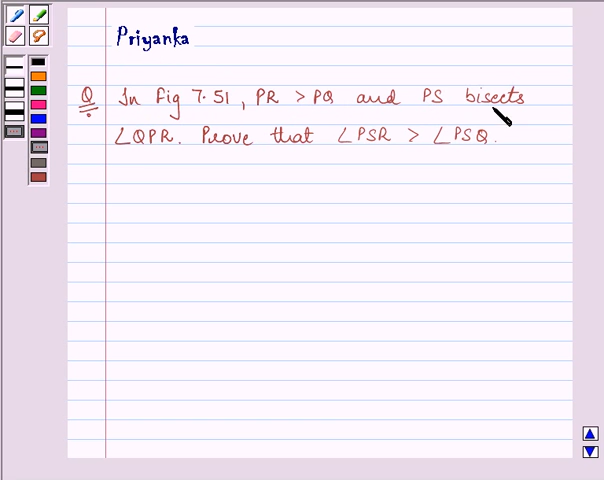 Priyanka
Q In Fig 7.51, PR > PQ and PS bisects
∠QPR. Prove that ∠PSR > ∠PSQ.